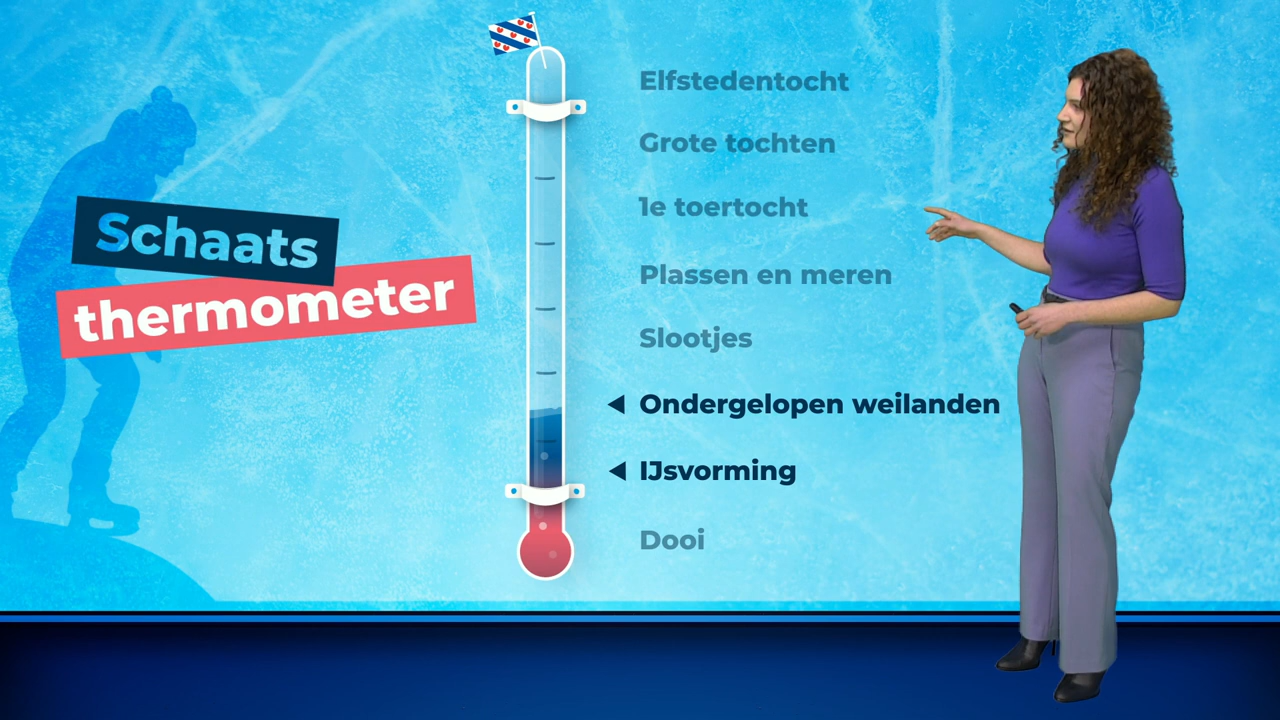 Schaats
thermometer
Elfstedentocht
Grote tochten
1e toertocht
Plassen en meren
Slootjes
Ondergelopen weilanden
IJsvorming
Dooi